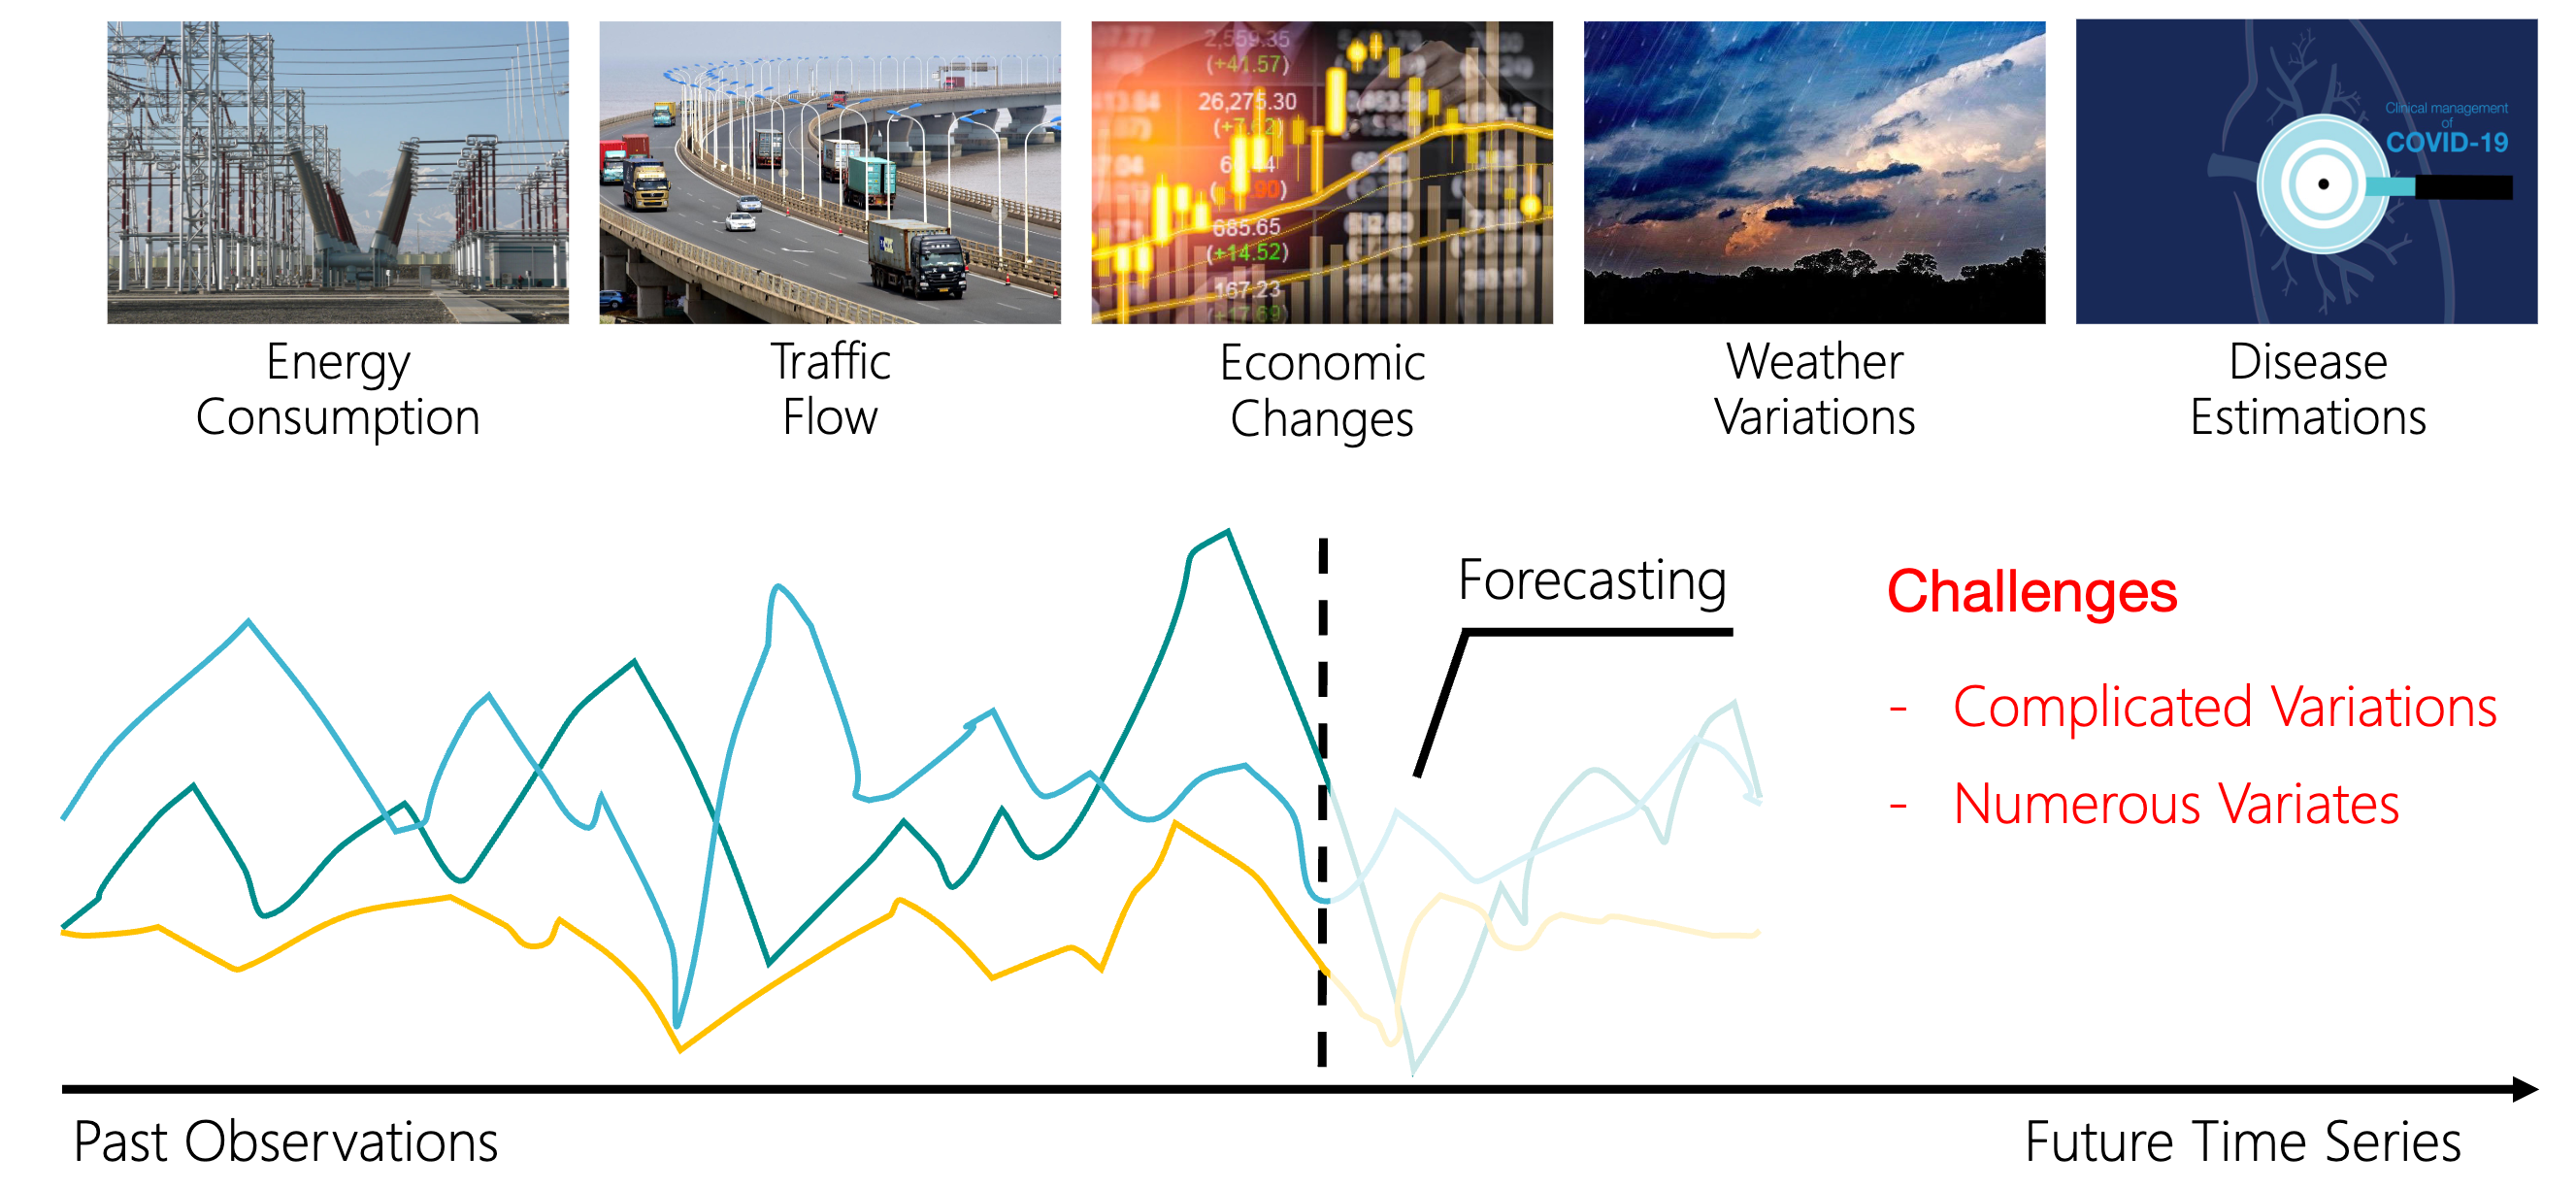 2,559.35
(+41.57)
26,275.30
685.65
(+14.52)
167.23
(+17.69)
Clinical management
of
COVID-19
Energy
Consumption
Traffic
Flow
Economic
Changes
Weather
Variations
Disease
Estimations
Forecasting
Challenges
- Complicated Variations
- Numerous Variates
Past Observations
Future Time Series